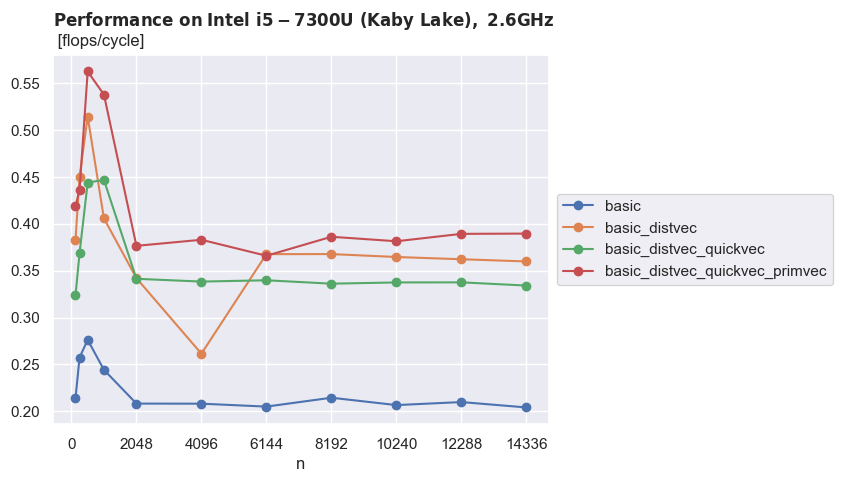 Performance on Intel i5 − 7300U (Kaby Lake), 2.6GHz
[flops/cycle]
0.55
0.50
0.45
0.40
0.35
0.30
0.25
0.20
0 2048 4096 6144 8192 10240 12288 14336
n
basic
basic_distvec
basic_distvec_quickvec
basic_distvec_quickvec_primvec